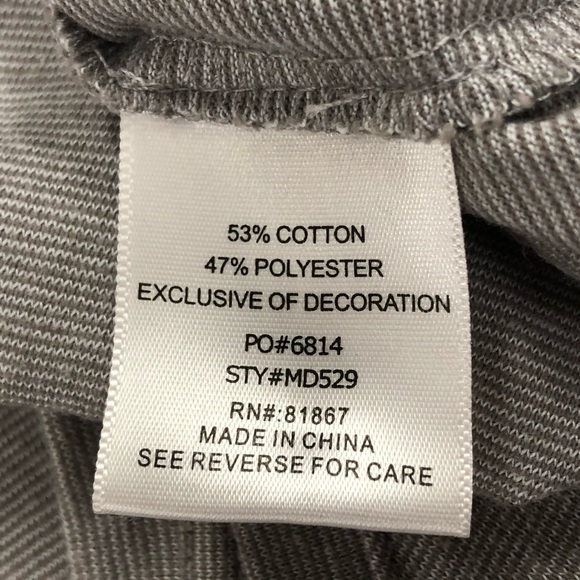 53% COTTON
47% POLYESTER
EXCLUSIVE OF DECORATION
PO#6814
STY#MD529
RN#:81867
MADE IN CHINA
SEE REVERSE FOR CARE